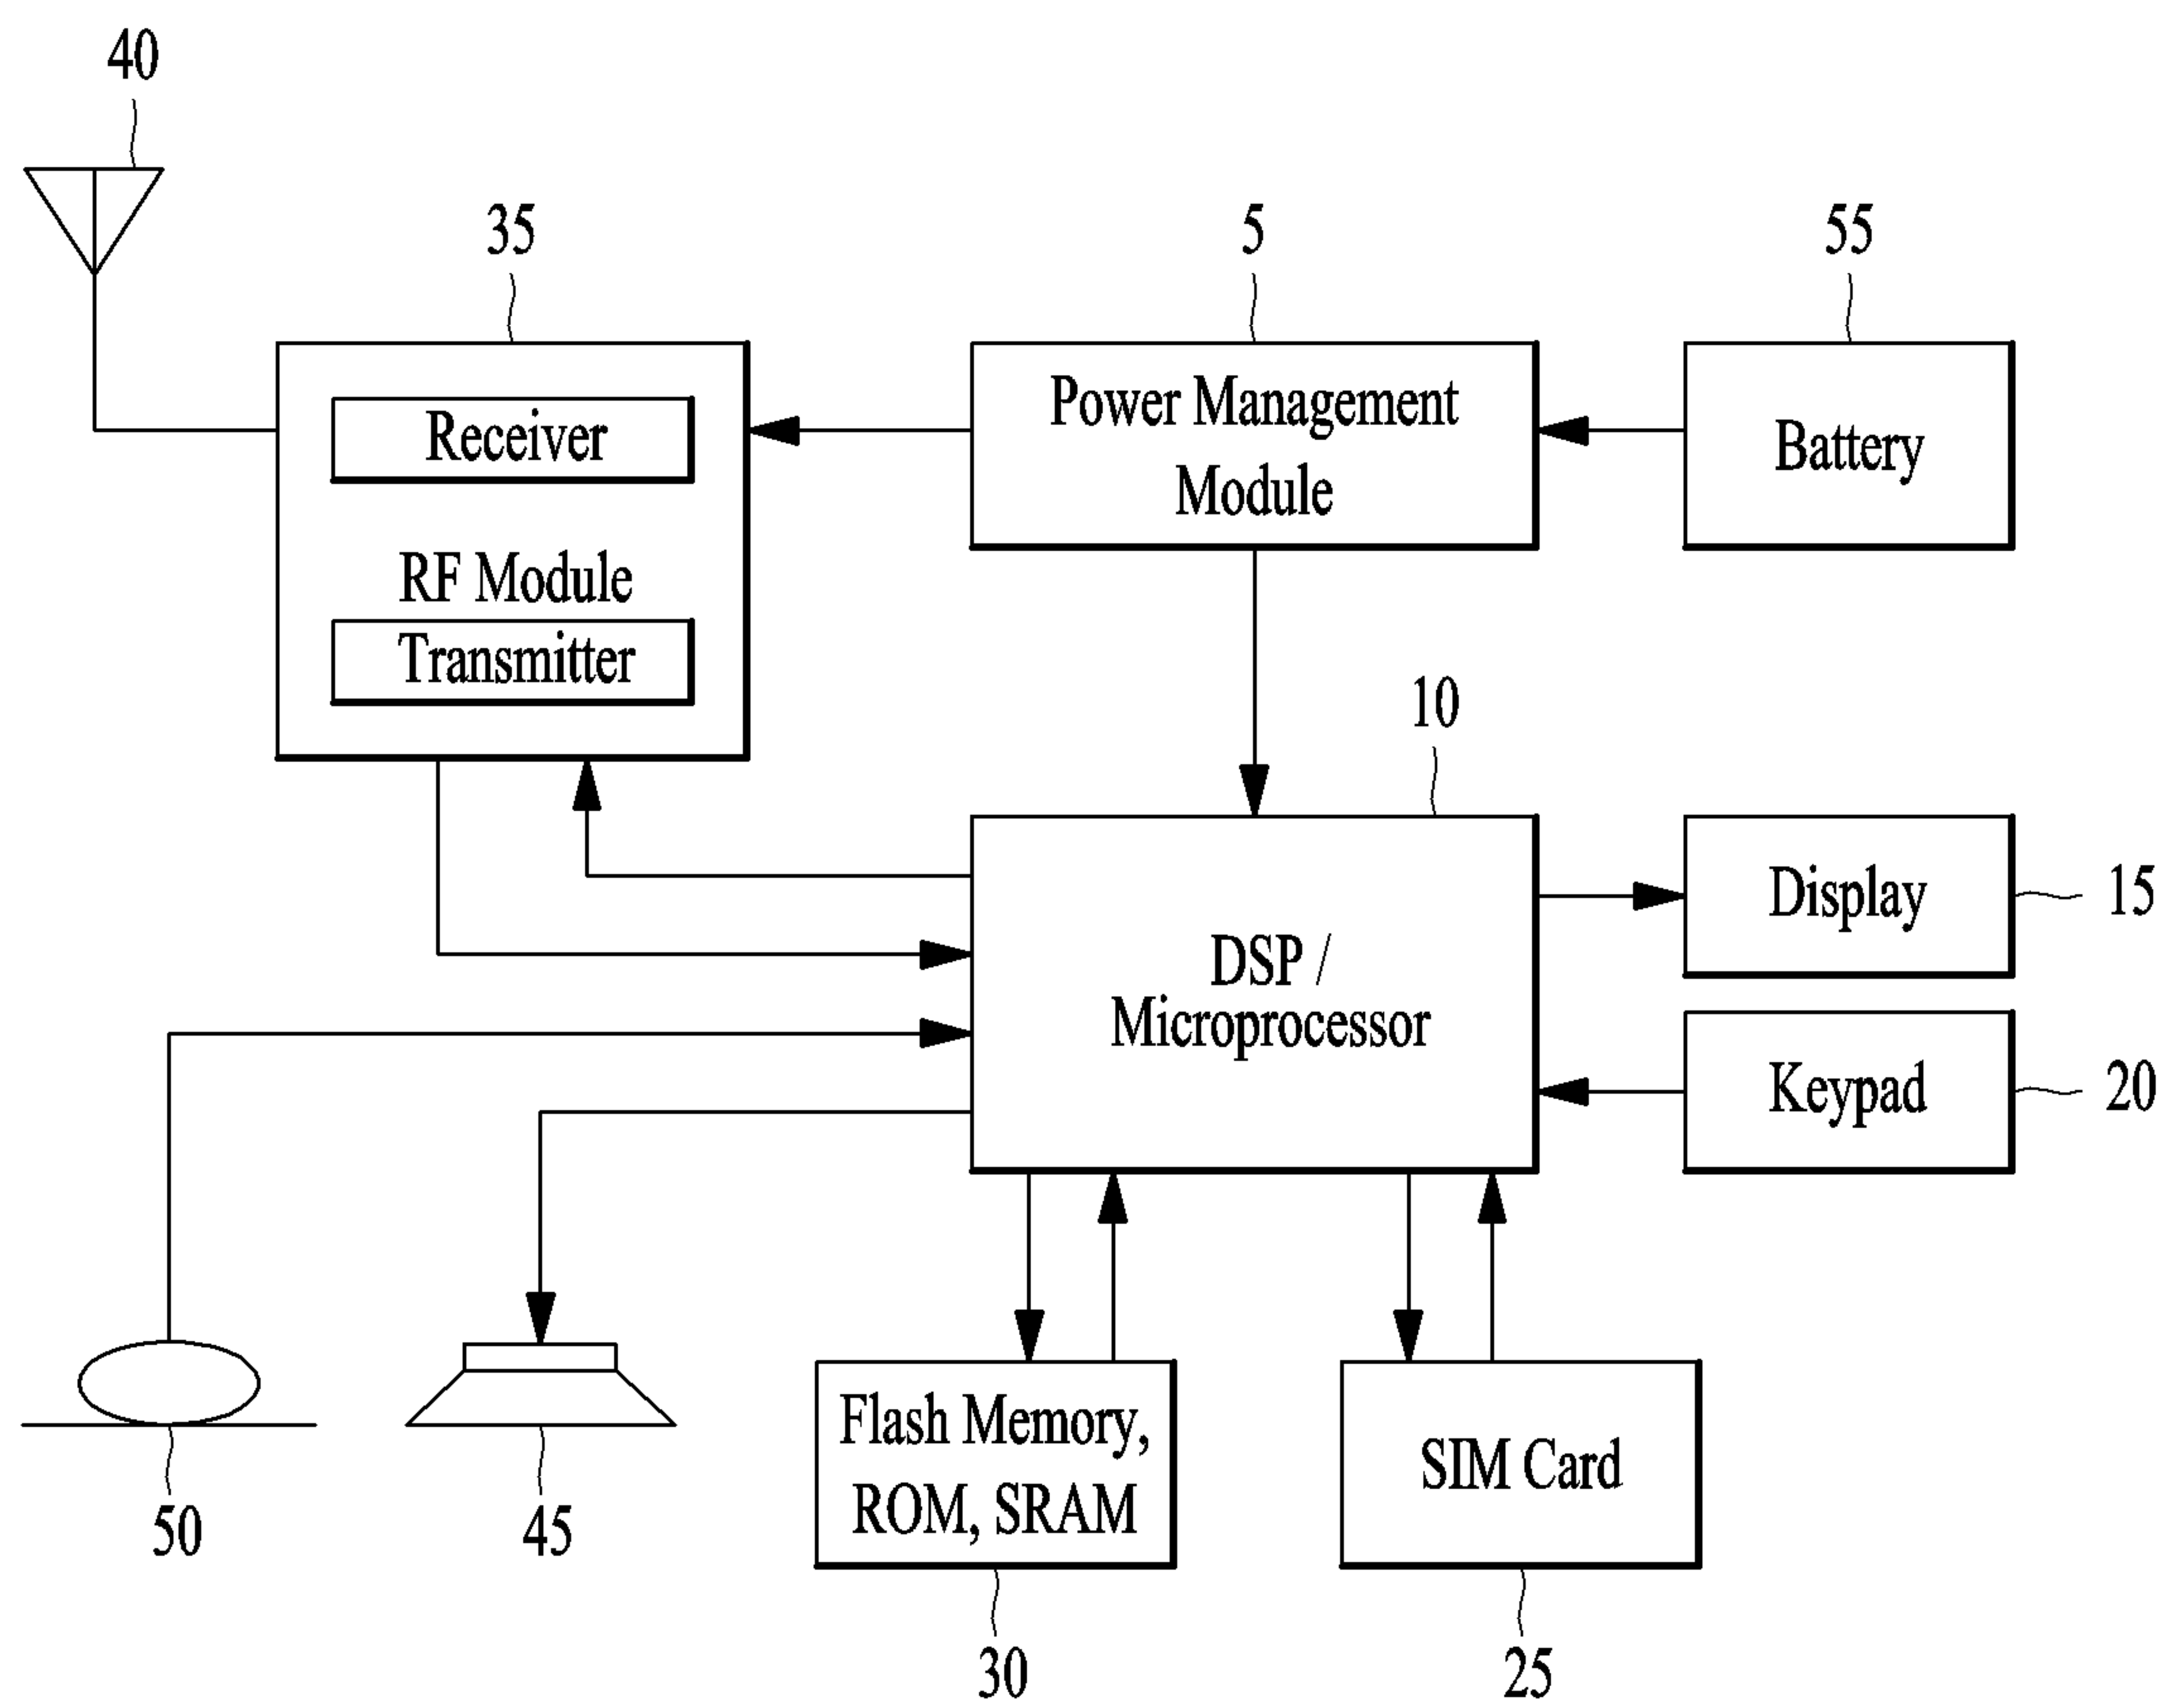 40
35
5
55
Receiver
RF Module
Transmitter
Power Management
Module
Battery
10
DSP /
Microprocessor
Display
15
Keypad
20
Flash Memory,
ROM, SRAM
SIM Card
50
45
30
25